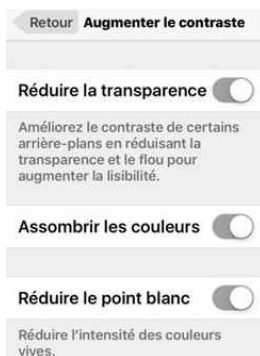 Retour Augmenter le contraste
Réduire la transparence
Améliorez le contraste de certains
arrière-plans en réduisant la
transparence et le flou pour
augmenter la lisibilité.
Assombrir les couleurs
Réduire le point blanc
Réduire l'intensité des couleurs
vives.